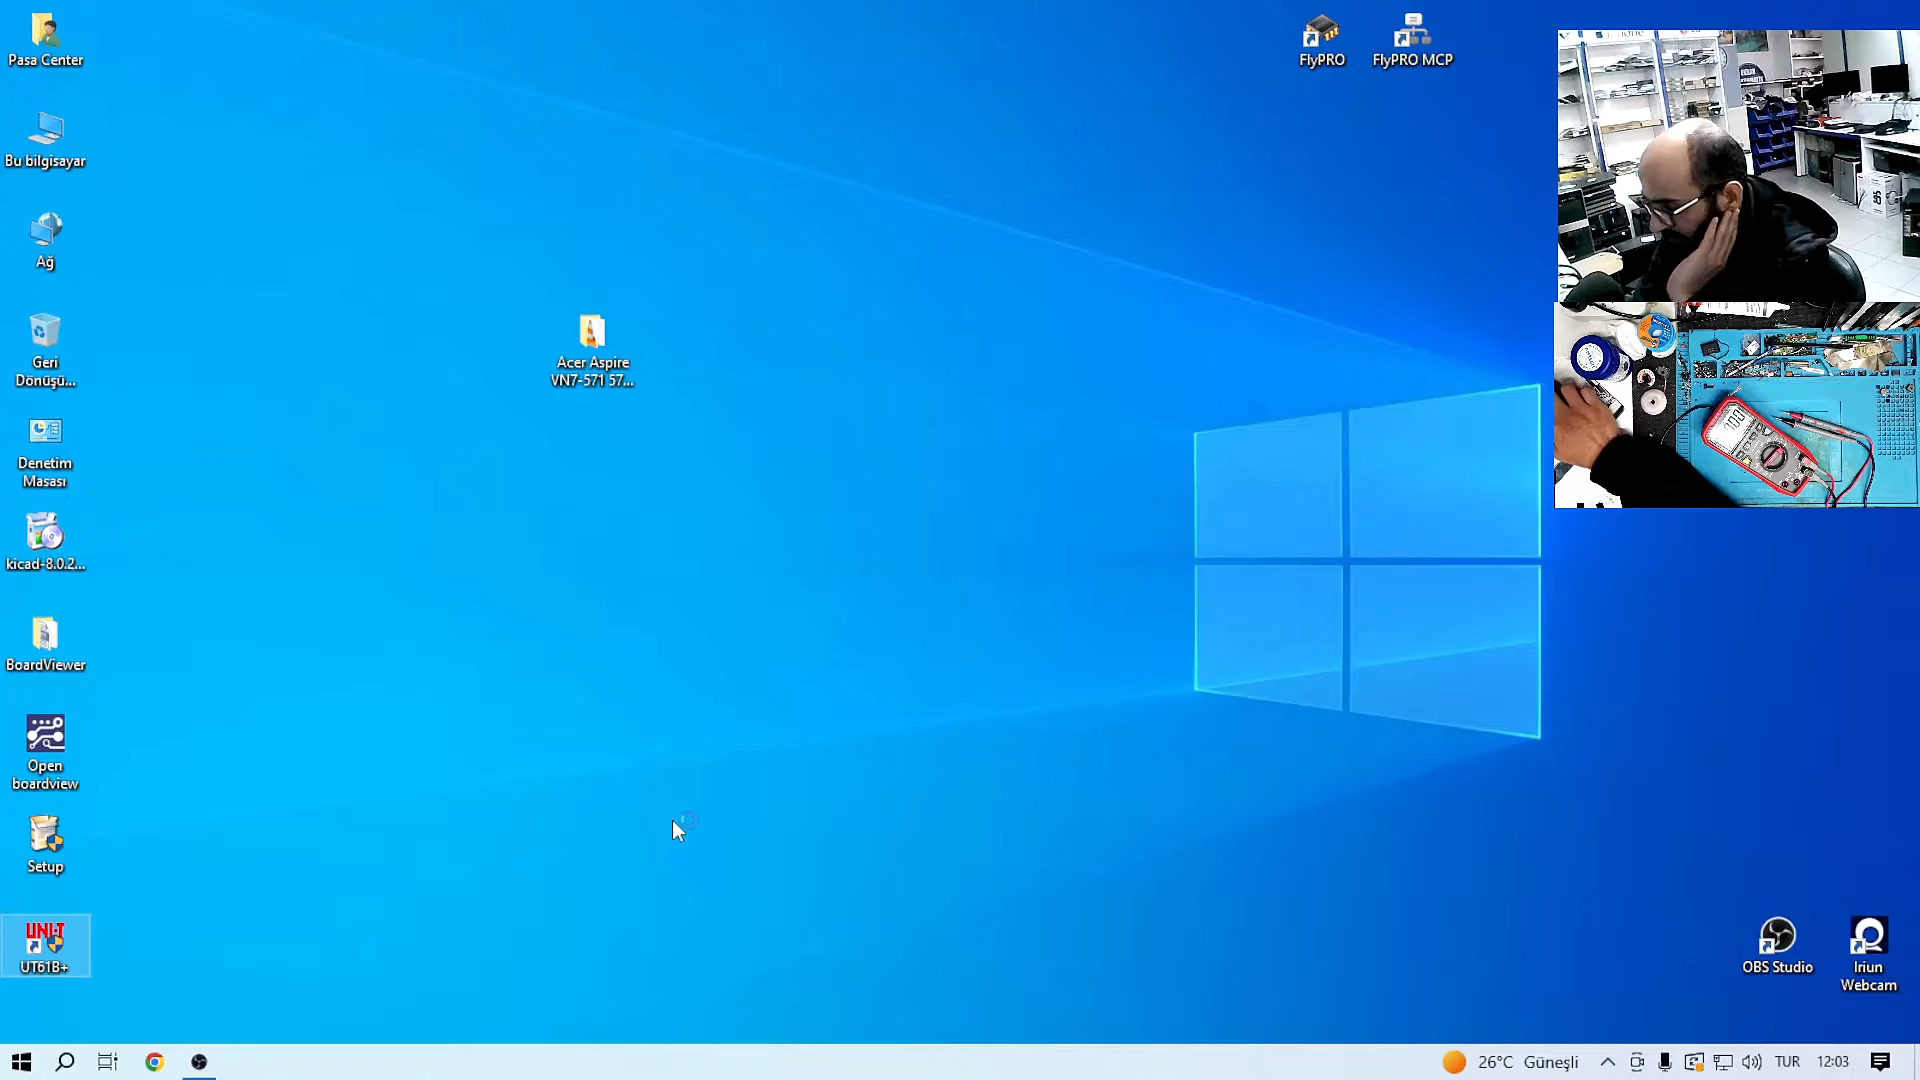 Pasa Center
FlyPRO
FlyPRO MCP
Bu bilgisayar
Ağ
Geri
Dönüşü...
Acer Aspire
VN7-571 57...
Denetim
Masası
kicad-8.0.2...
BoardViewer
Open
boardview
Setup
UNI-T
UT61B+
OBS Studio
Iriun
Webcam
26°C Güneşli
TUR
12:03